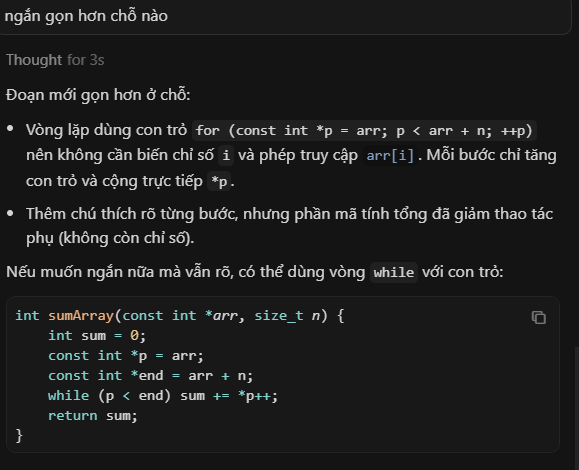 ngắn gọn hơn chỗ nào
Thought for 3s
Đoạn mới gọn hơn ở chỗ:
• Vòng lặp dùng con trỏ for (const int *p = arr; p < arr + n; ++p)
nên không cần biến chỉ số i và phép truy cập arr[i]. Mỗi bước chỉ tăng
con trỏ và cộng trực tiếp *p.
• Thêm chú thích rõ từng bước, nhưng phần mã tính tổng đã giảm thao tác
phụ (không còn chỉ số).
Nếu muốn ngắn nữa mà vẫn rõ, có thể dùng vòng while với con trỏ:
int sumArray(const int *arr, size_t n) {
    int sum = 0;
    const int *p = arr;
    const int *end = arr + n;
    while (p < end) sum += *p++;
    return sum;
}